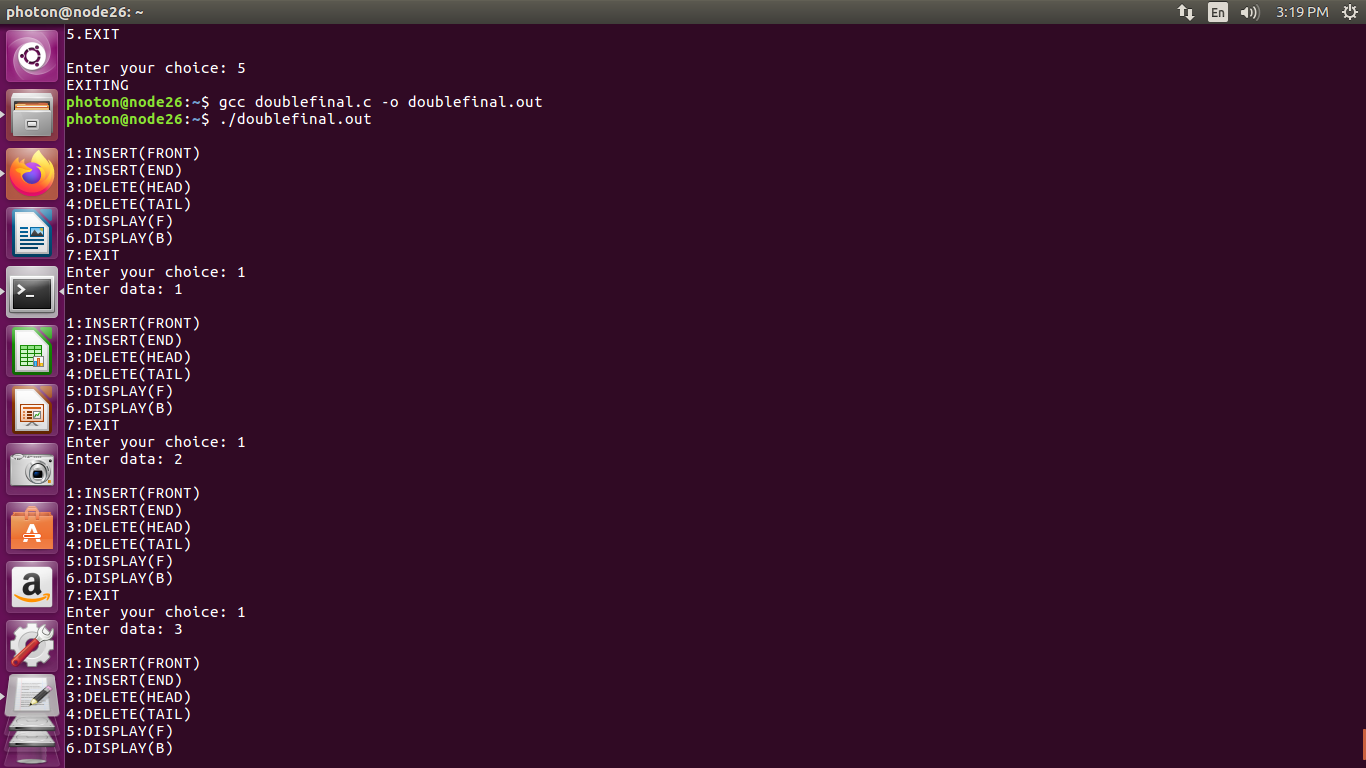 photon@node26: ~
En
3:19 PM
5.EXIT
Enter your choice: 5
EXITING
photon@node26:~$ gcc doublefinal.c -o doublefinal.out
photon@node26:~$ ./doublefinal.out
1:INSERT(FRONT)
2:INSERT(END)
3:DELETE(HEAD)
4:DELETE(TAIL)
5:DISPLAY(F)
6.DISPLAY(B)
7:EXIT
Enter your choice: 1
Enter data: 1
1:INSERT(FRONT)
2:INSERT(END)
3:DELETE(HEAD)
4:DELETE(TAIL)
5:DISPLAY(F)
6.DISPLAY(B)
7:EXIT
Enter your choice: 1
Enter data: 2
1:INSERT(FRONT)
2:INSERT(END)
3:DELETE(HEAD)
4:DELETE(TAIL)
5:DISPLAY(F)
6.DISPLAY(B)
7:EXIT
Enter your choice: 1
Enter data: 3
1:INSERT(FRONT)
2:INSERT(END)
3:DELETE(HEAD)
4:DELETE(TAIL)
5:DISPLAY(F)
6.DISPLAY(B)